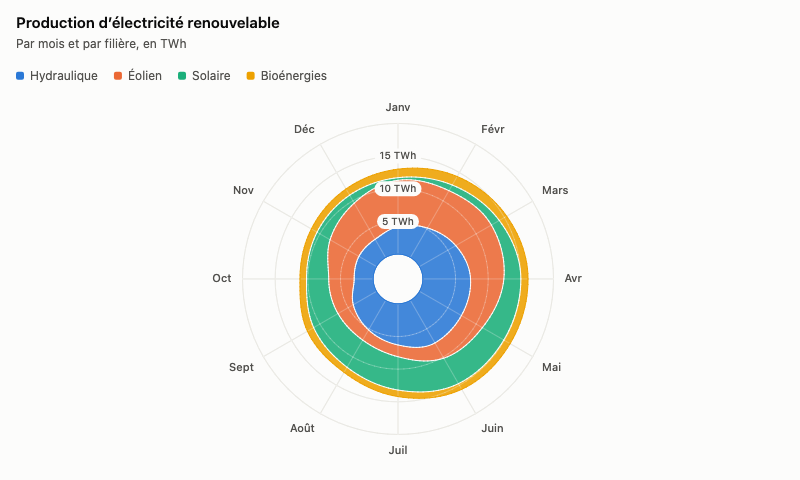 Production d’électricité renouvelable
Par mois et par filière, en TWh
Hydraulique Éolien Solaire Bioénergies
Janv
Déc Févr
15 TWh
10 TWh
Nov Mars
5 TWh
Oct Avr
Sept Mai
Août Juin
Juil